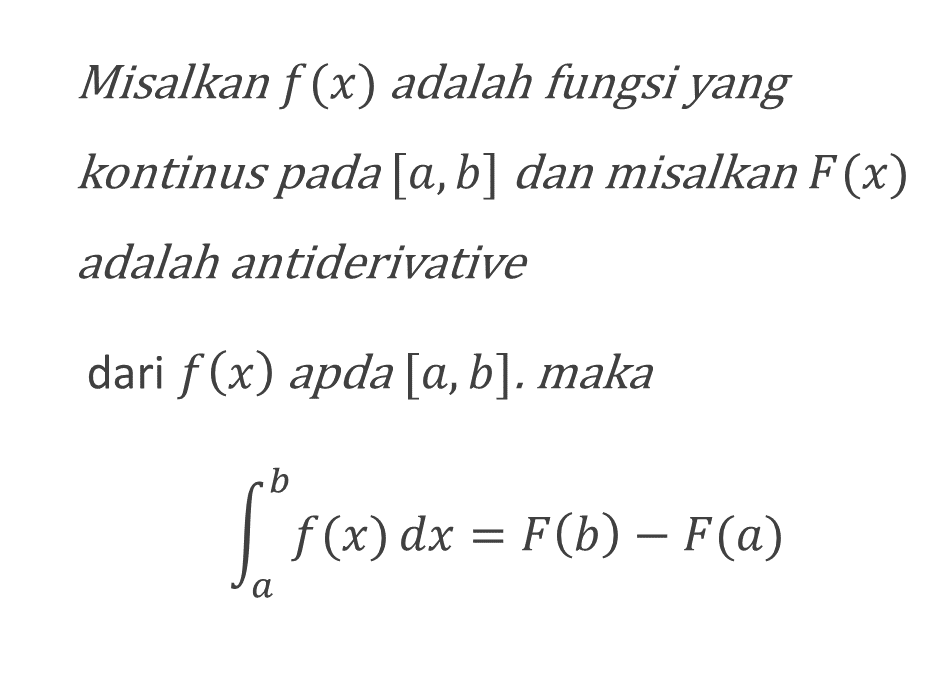 Misalkan f(x) adalah fungsi yang
kontinus pada [a, b] dan misalkan F(x)
adalah antiderivative
dari f(x) apda [a, b]. maka
∫_a^b f(x) dx = F(b) − F(a)